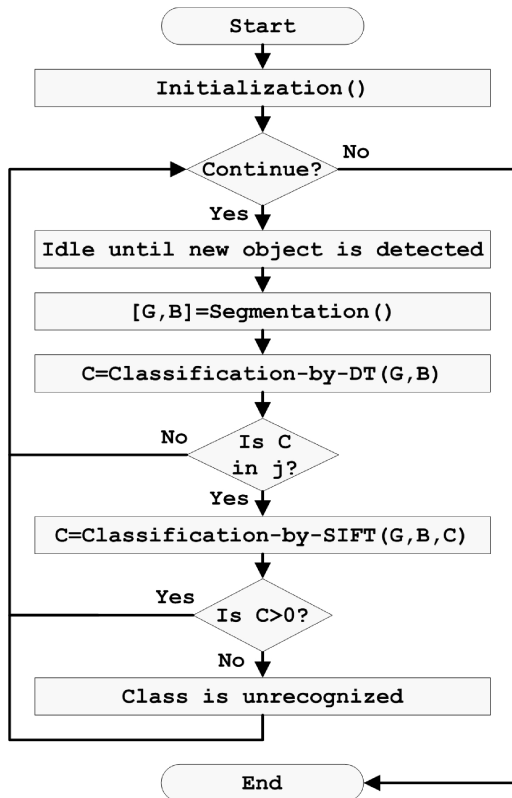 Start
Initialization()
Continue?
No
Yes
Idle until new object is detected
[G,B]=Segmentation()
C=Classification-by-DT(G,B)
No
Is C
in j?
Yes
C=Classification-by-SIFT(G,B,C)
Yes
Is C>0?
No
Class is unrecognized
End